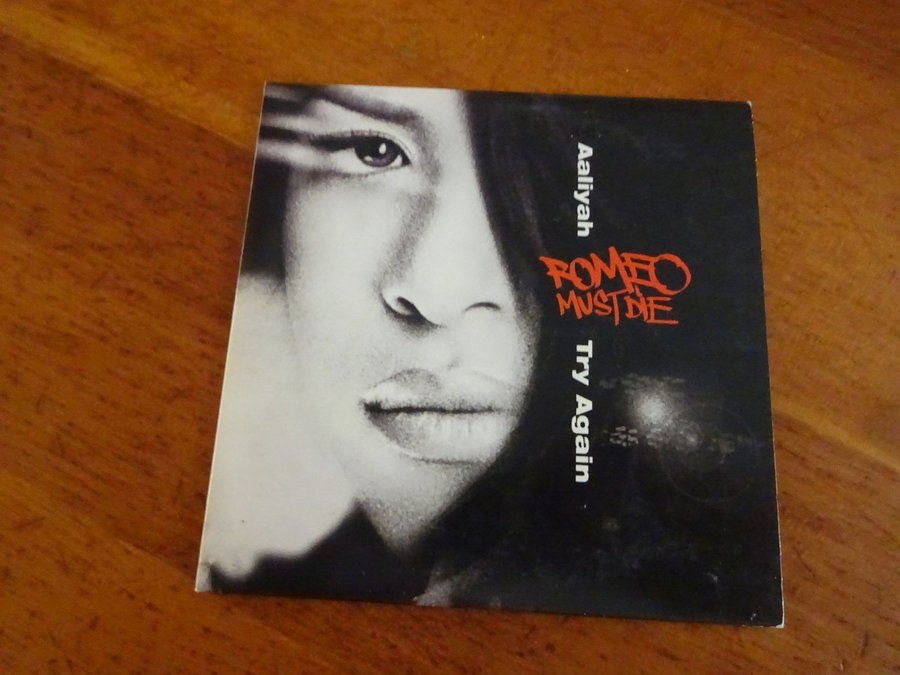 Aaliyah
ROMEO
MUST DIE
Try Again